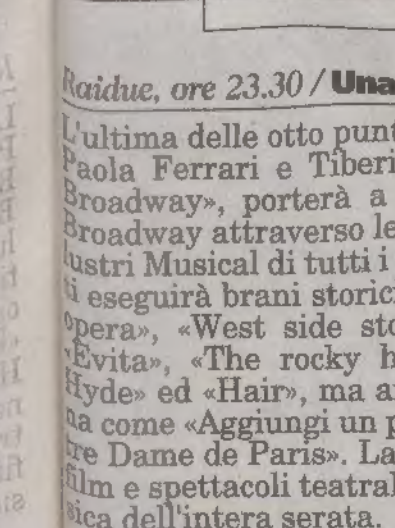 Raidue, ore 23.30 / Una
L'ultima delle otto punt
Paola Ferrari e Tiberi
Broadway», porterà a
Broadway attraverso le
lustri Musical di tutti i
ti eseguirà brani storic
opera», «West side sto
«Evita», «The rocky h
Hyde» ed «Hair», ma a
na come «Aggiungi un p
tre Dame de Paris». La
film e spettacoli teatral
sica dell'intera serata.